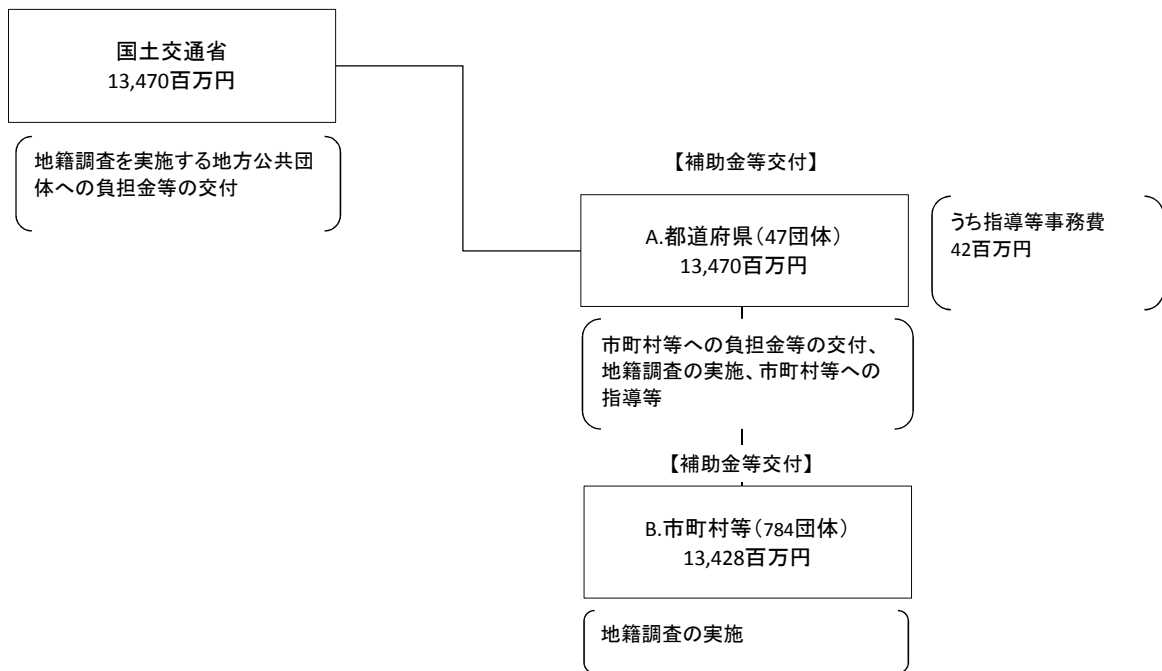 国土交通省
13,470百万円
地籍調査を実施する地方公共団
体への負担金等の交付
【補助金等交付】
A.都道府県(47団体)
13,470百万円
うち指導等事務費
42百万円
市町村等への負担金等の交付、
地籍調査の実施、市町村等への
指導等
【補助金等交付】
B.市町村等(784団体)
13,428百万円
地籍調査の実施